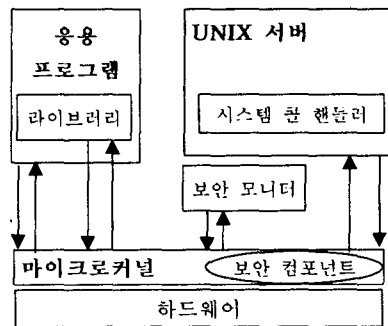 응용
프로그램
라이브러리
UNIX 서버
시스템 콜 핸들러
보안 모니터
마이크로커널
보안 컴포넌트
하드웨어